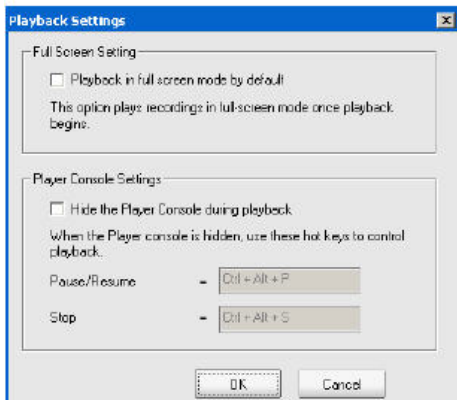 Playback Settings
Full Screen Setting
Playback in full screen mode by default
This option plays recordings in full-screen mode once playback
begins.
Player Console Settings
Hide the Player Console during playback
When the Player console is hidden, use these hot keys to control
playback.
Pause/Resume = Ctrl + Alt + P
Stop = Ctrl + Alt + S
OK Cancel